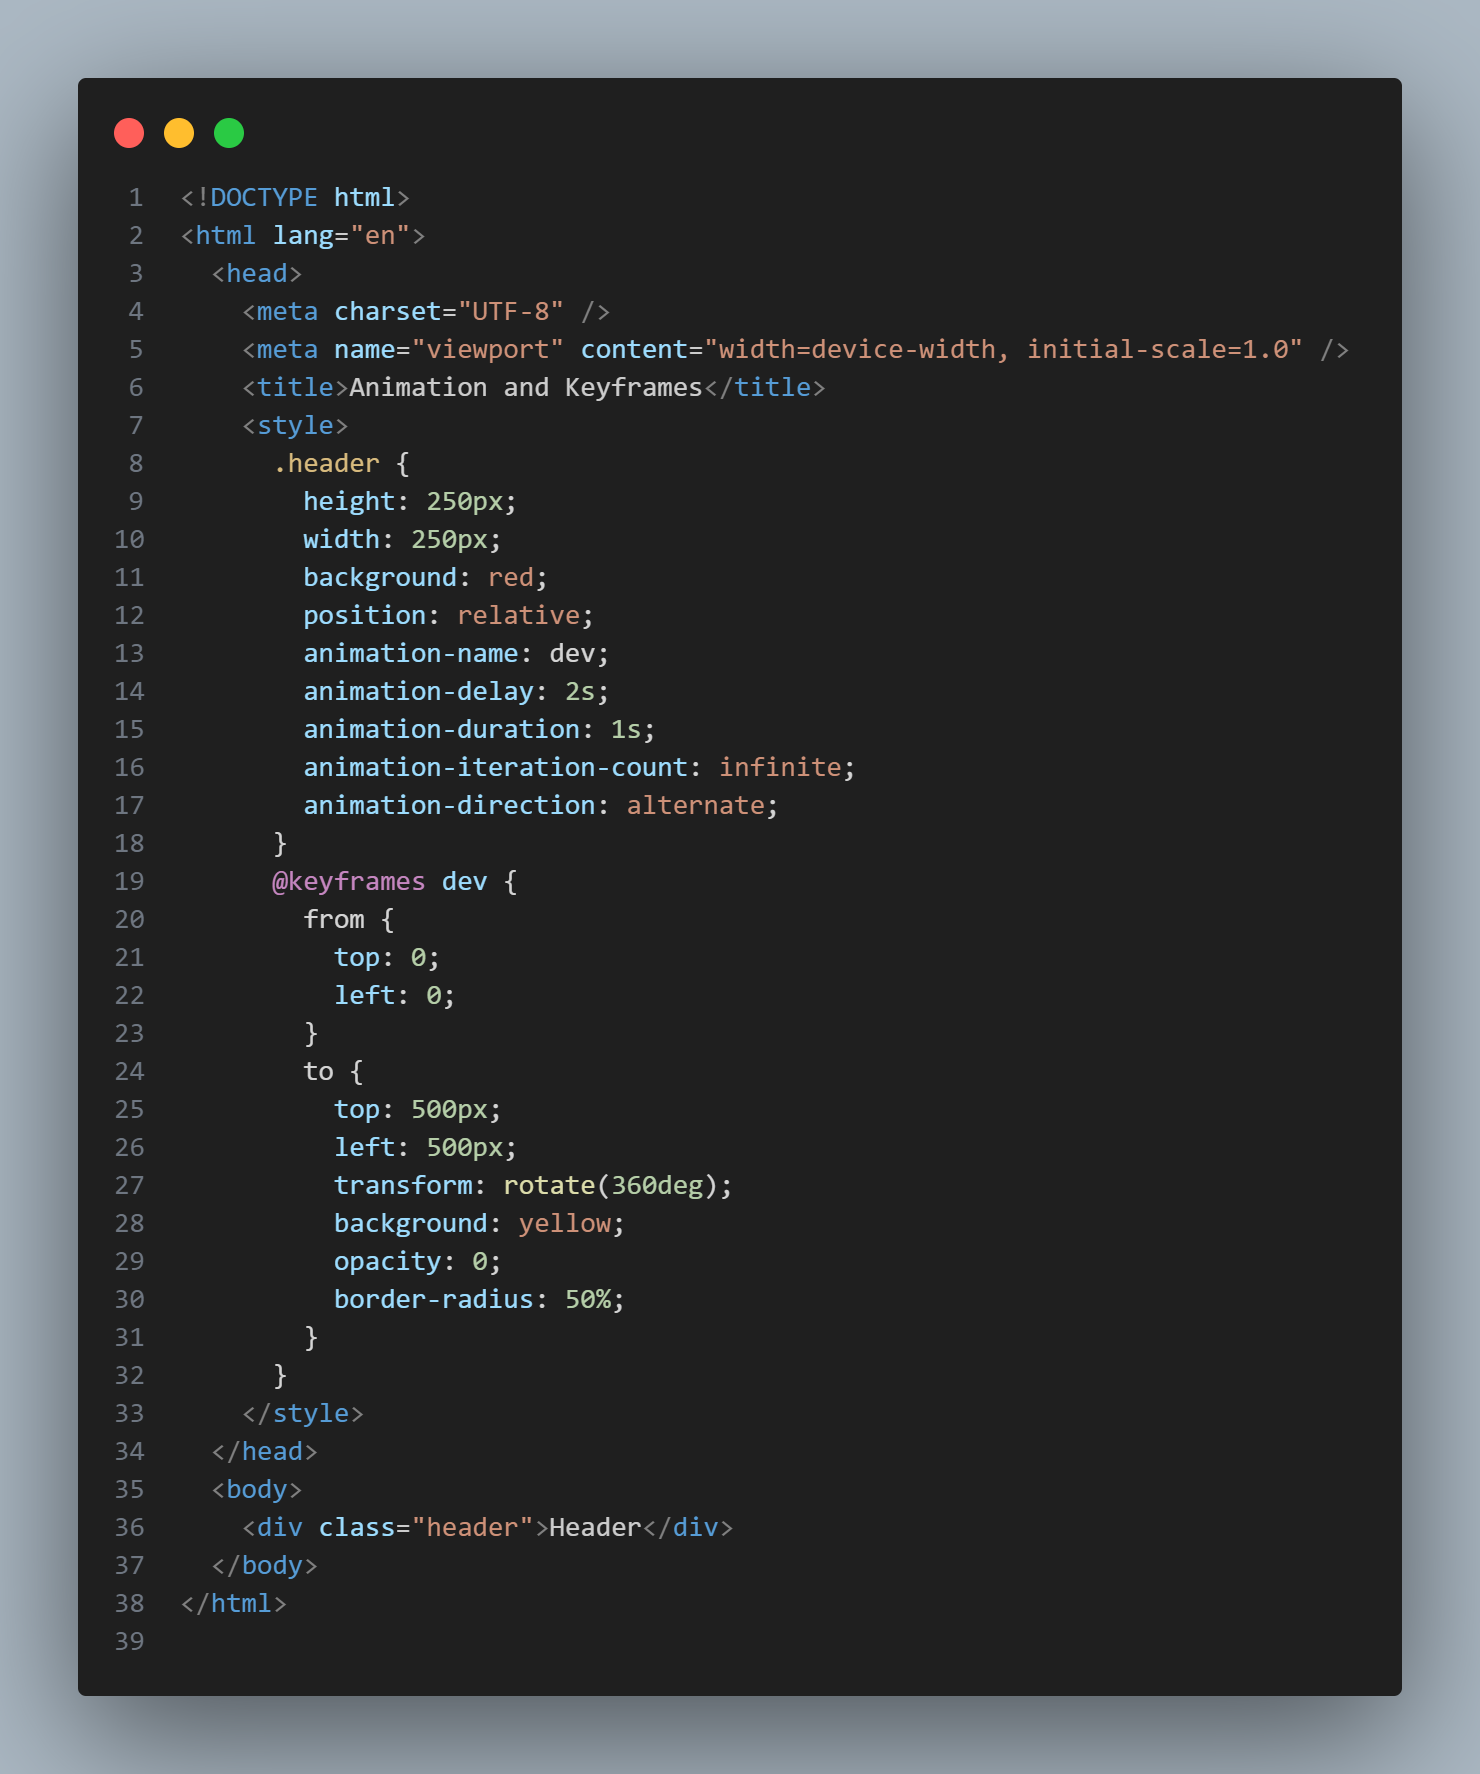 1 <!DOCTYPE html>
2 <html lang="en">
3   <head>
4     <meta charset="UTF-8" />
5     <meta name="viewport" content="width=device-width, initial-scale=1.0" />
6     <title>Animation and Keyframes</title>
7     <style>
8       .header {
9         height: 250px;
10         width: 250px;
11         background: red;
12         position: relative;
13         animation-name: dev;
14         animation-delay: 2s;
15         animation-duration: 1s;
16         animation-iteration-count: infinite;
17         animation-direction: alternate;
18       }
19       @keyframes dev {
20         from {
21           top: 0;
22           left: 0;
23         }
24         to {
25           top: 500px;
26           left: 500px;
27           transform: rotate(360deg);
28           background: yellow;
29           opacity: 0;
30           border-radius: 50%;
31         }
32       }
33     </style>
34   </head>
35   <body>
36     <div class="header">Header</div>
37   </body>
38 </html>
39